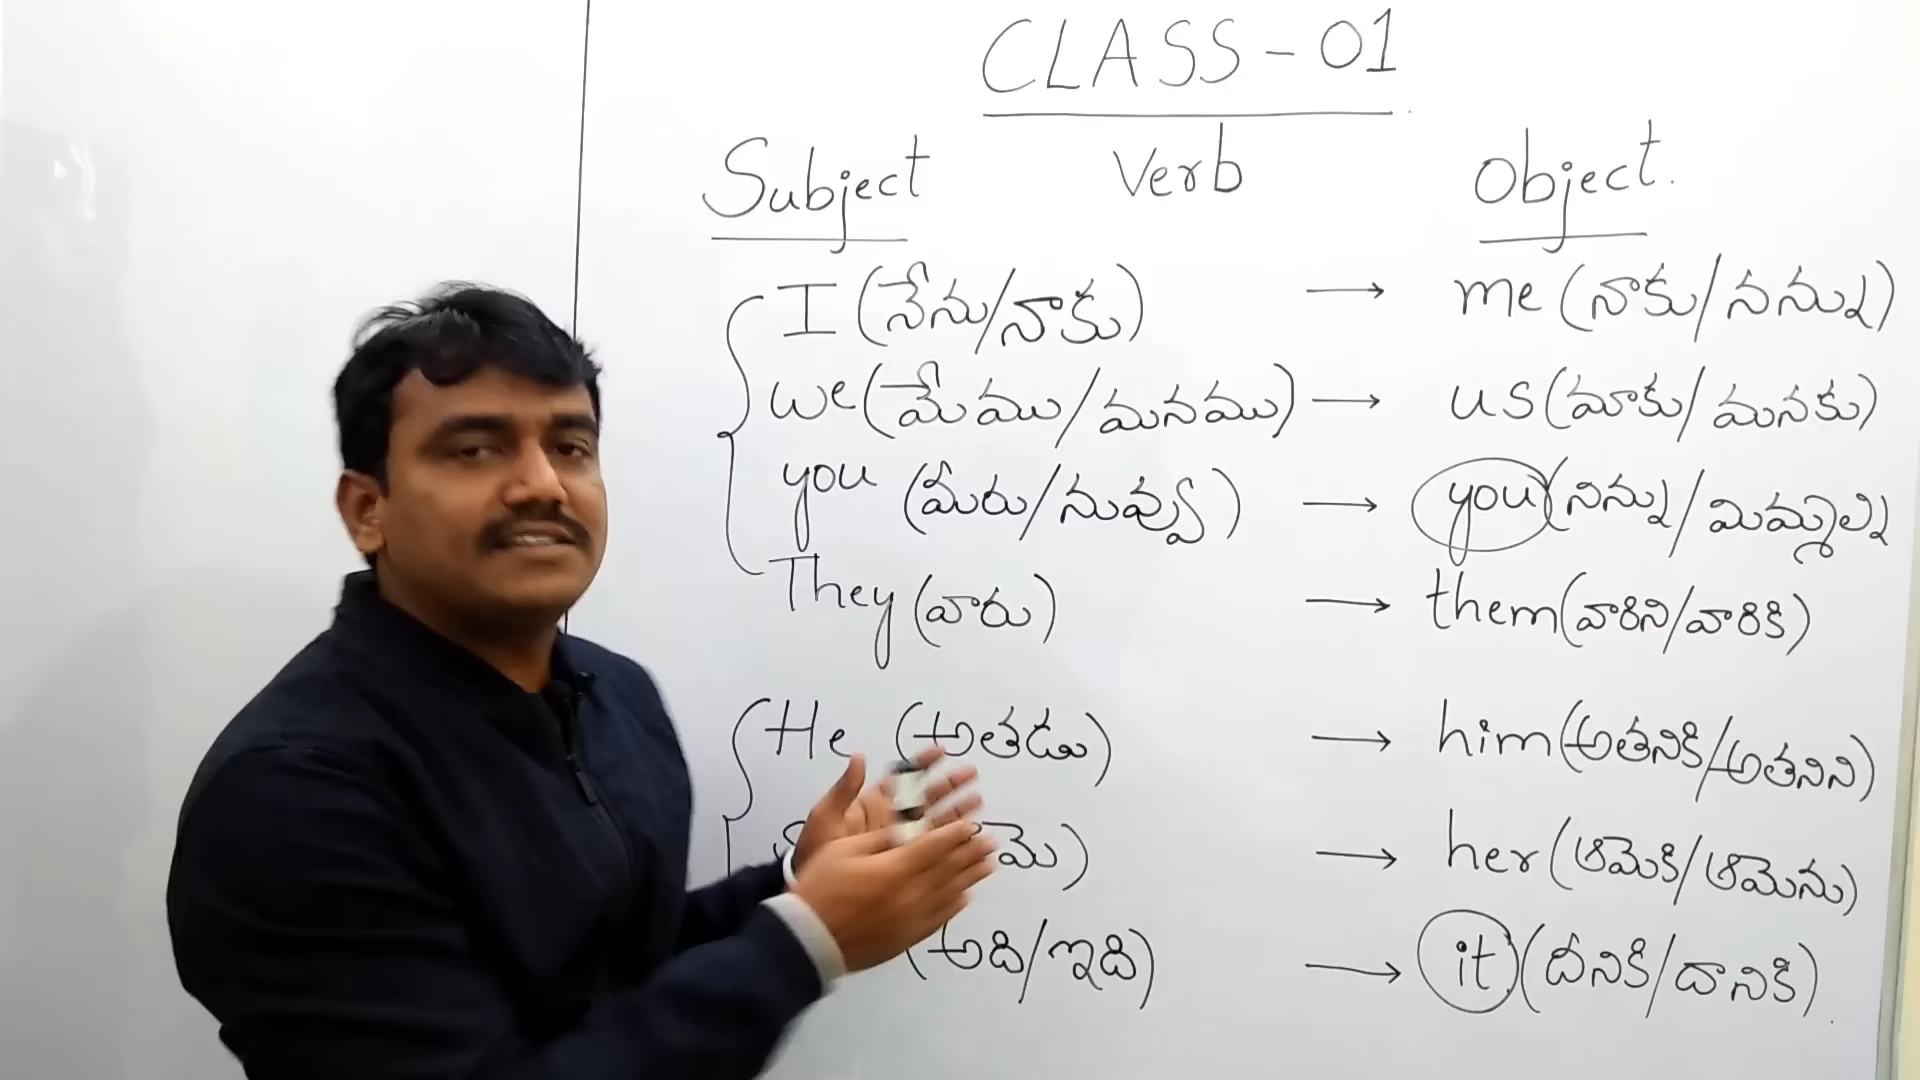 CLASS - 01
Subject Verb Object.
I (నేను/నాకు) → me (నాకు/నన్ను)
we (మేము/మనము) → us (మాకు/మనకు)
you (మీరు/నువ్వు) → you (నిన్ను/మిమ్మల్ని
They (వారు) → them (వారిని/వారికి)
He (అతడు) → him (అతనికి/అతనిని)
→ her (ఆమెకి/ఆమెను)
(అది/ఇది) → it (దీనికి/దానికి)